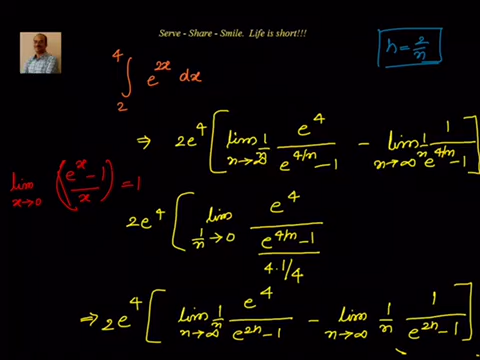 Serve - Share - Smile. Life is short!!!
h = 2/n
∫₂⁴ e^{2x} dx
⇒ 2e^4 [ lim_{n→∞} 1/n e^4/(e^{4/n} - 1) - lim_{n→∞} 1/n 1/(e^{4/n} - 1) ]
lim_{x→0} ((e^x - 1)/x) = 1
2e^4 [ lim_{1/n→0} e^4/((e^{4/n} - 1)/(4.1/4))
⇒ 2e^4 [ lim_{n→∞} 1/n e^4/(e^{2n} - 1) - lim_{n→∞} 1/n 1/(e^{2n} - 1) ]